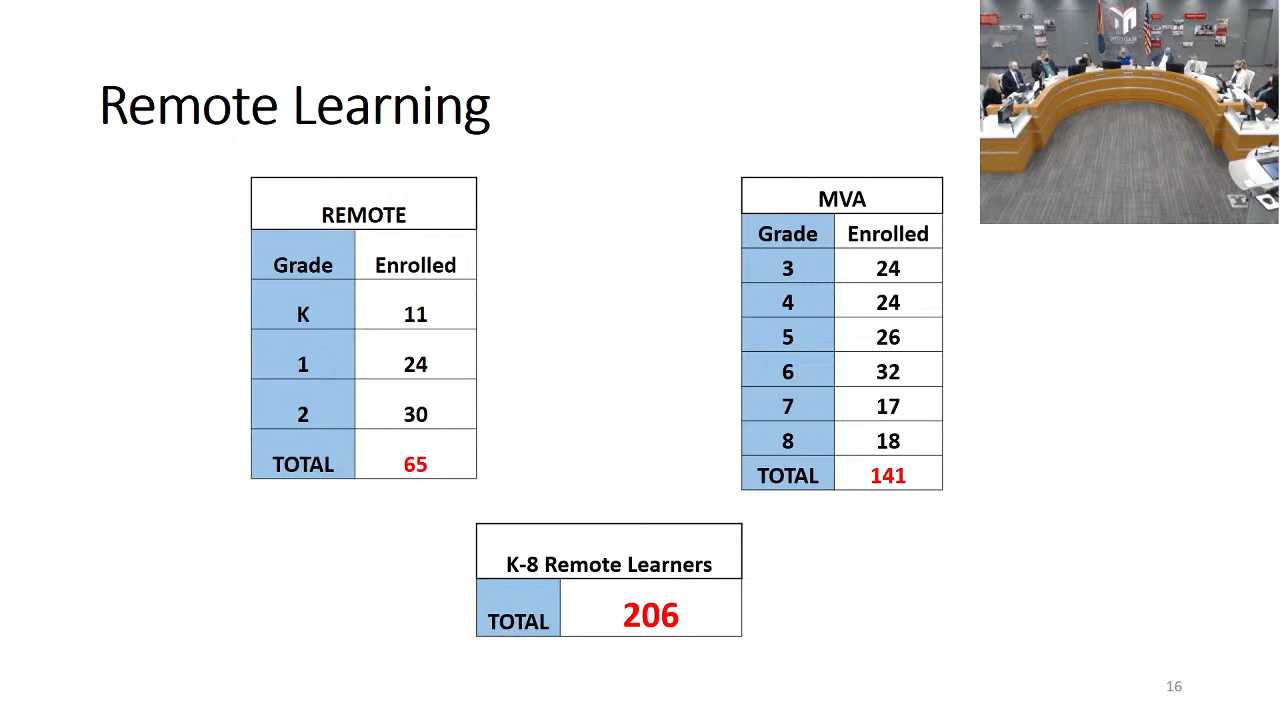 Remote Learning
REMOTE
Grade Enrolled
K 11
1 24
2 30
TOTAL 65
MVA
Grade Enrolled
3 24
4 24
5 26
6 32
7 17
8 18
TOTAL 141
K-8 Remote Learners
TOTAL 206
16